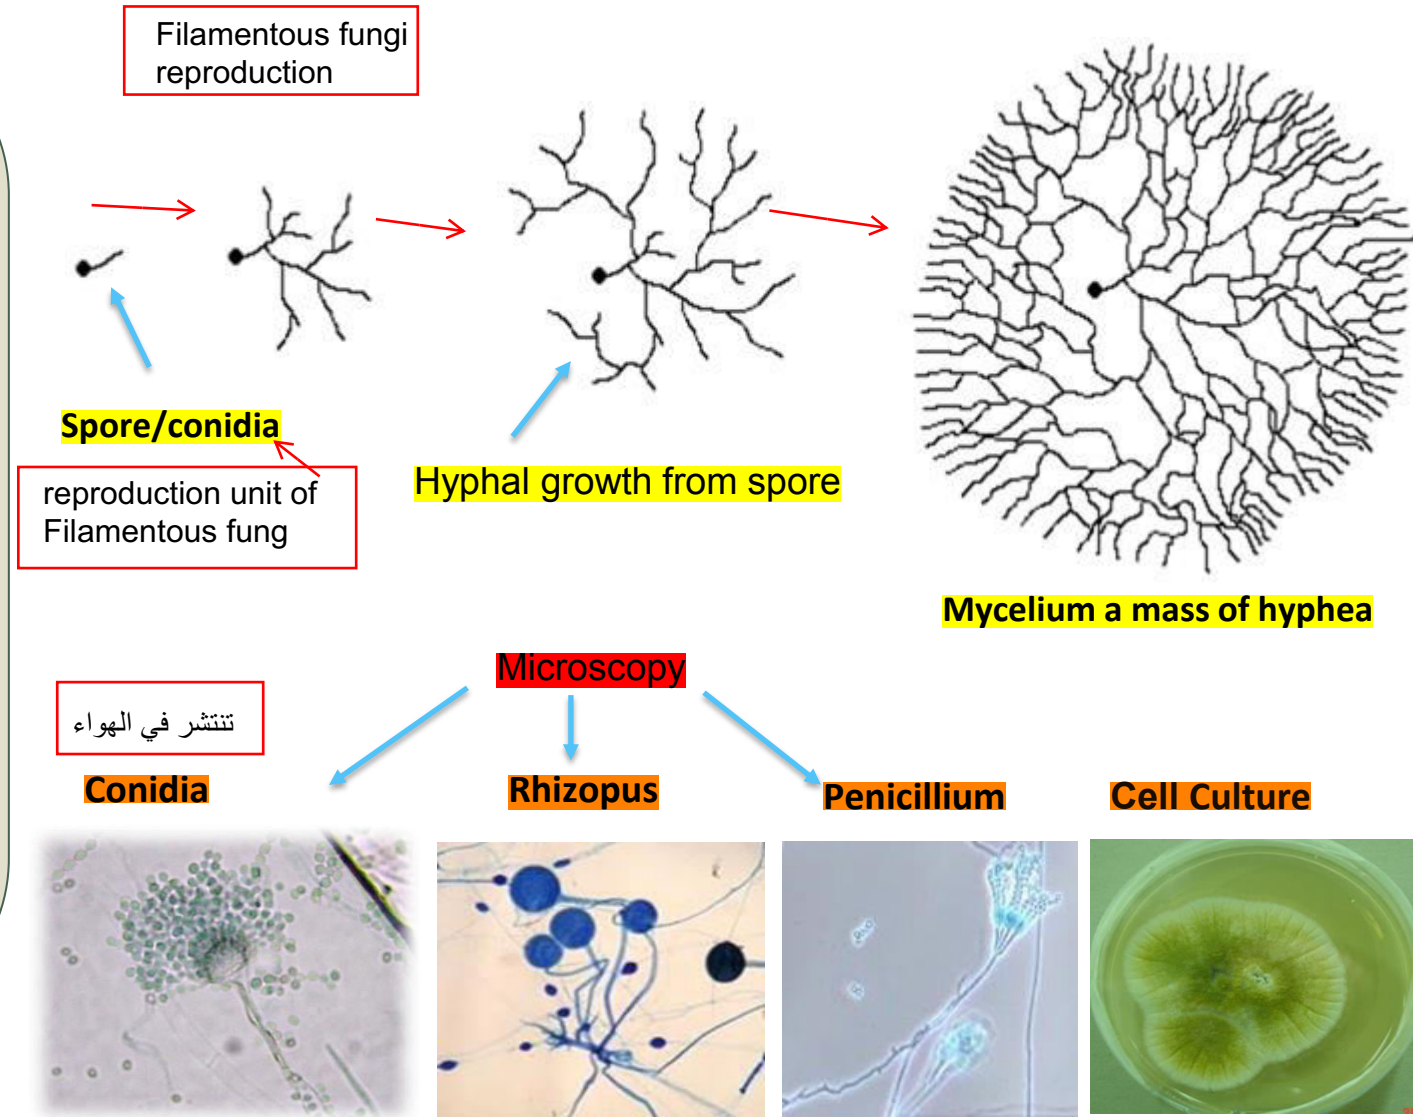 Filamentous fungi
reproduction
Spore/conidia
reproduction unit of
Filamentous fung
Hyphal growth from spore
Mycelium a mass of hyphea
Microscopy
تنتشر في الهواء
Conidia
Rhizopus
Penicillium
Cell Culture